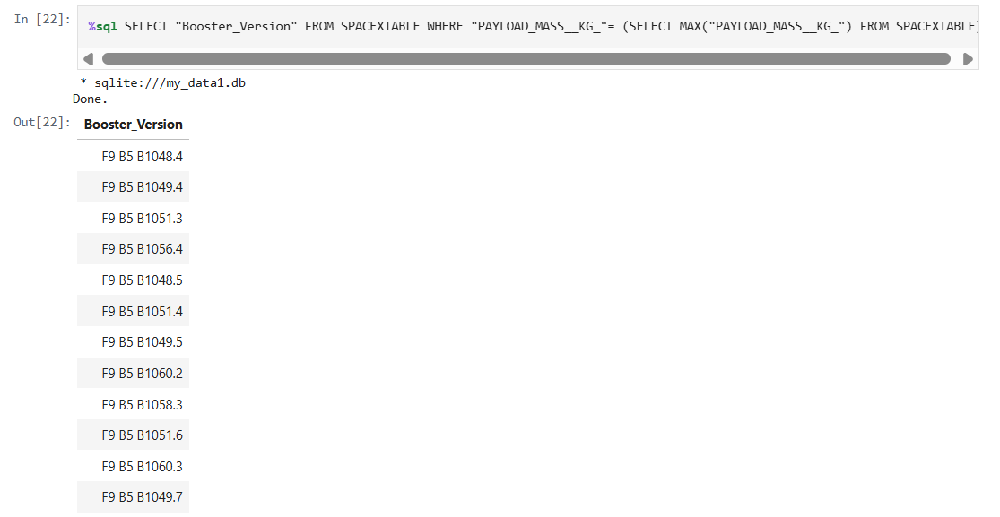 In [22]:
%sql SELECT "Booster_Version" FROM SPACEXTABLE WHERE "PAYLOAD_MASS__KG_"= (SELECT MAX("PAYLOAD_MASS__KG_") FROM SPACEXTABLE)
* sqlite:///my_data1.db
Done.
Out[22]:
Booster_Version
F9 B5 B1048.4
F9 B5 B1049.4
F9 B5 B1051.3
F9 B5 B1056.4
F9 B5 B1048.5
F9 B5 B1051.4
F9 B5 B1049.5
F9 B5 B1060.2
F9 B5 B1058.3
F9 B5 B1051.6
F9 B5 B1060.3
F9 B5 B1049.7